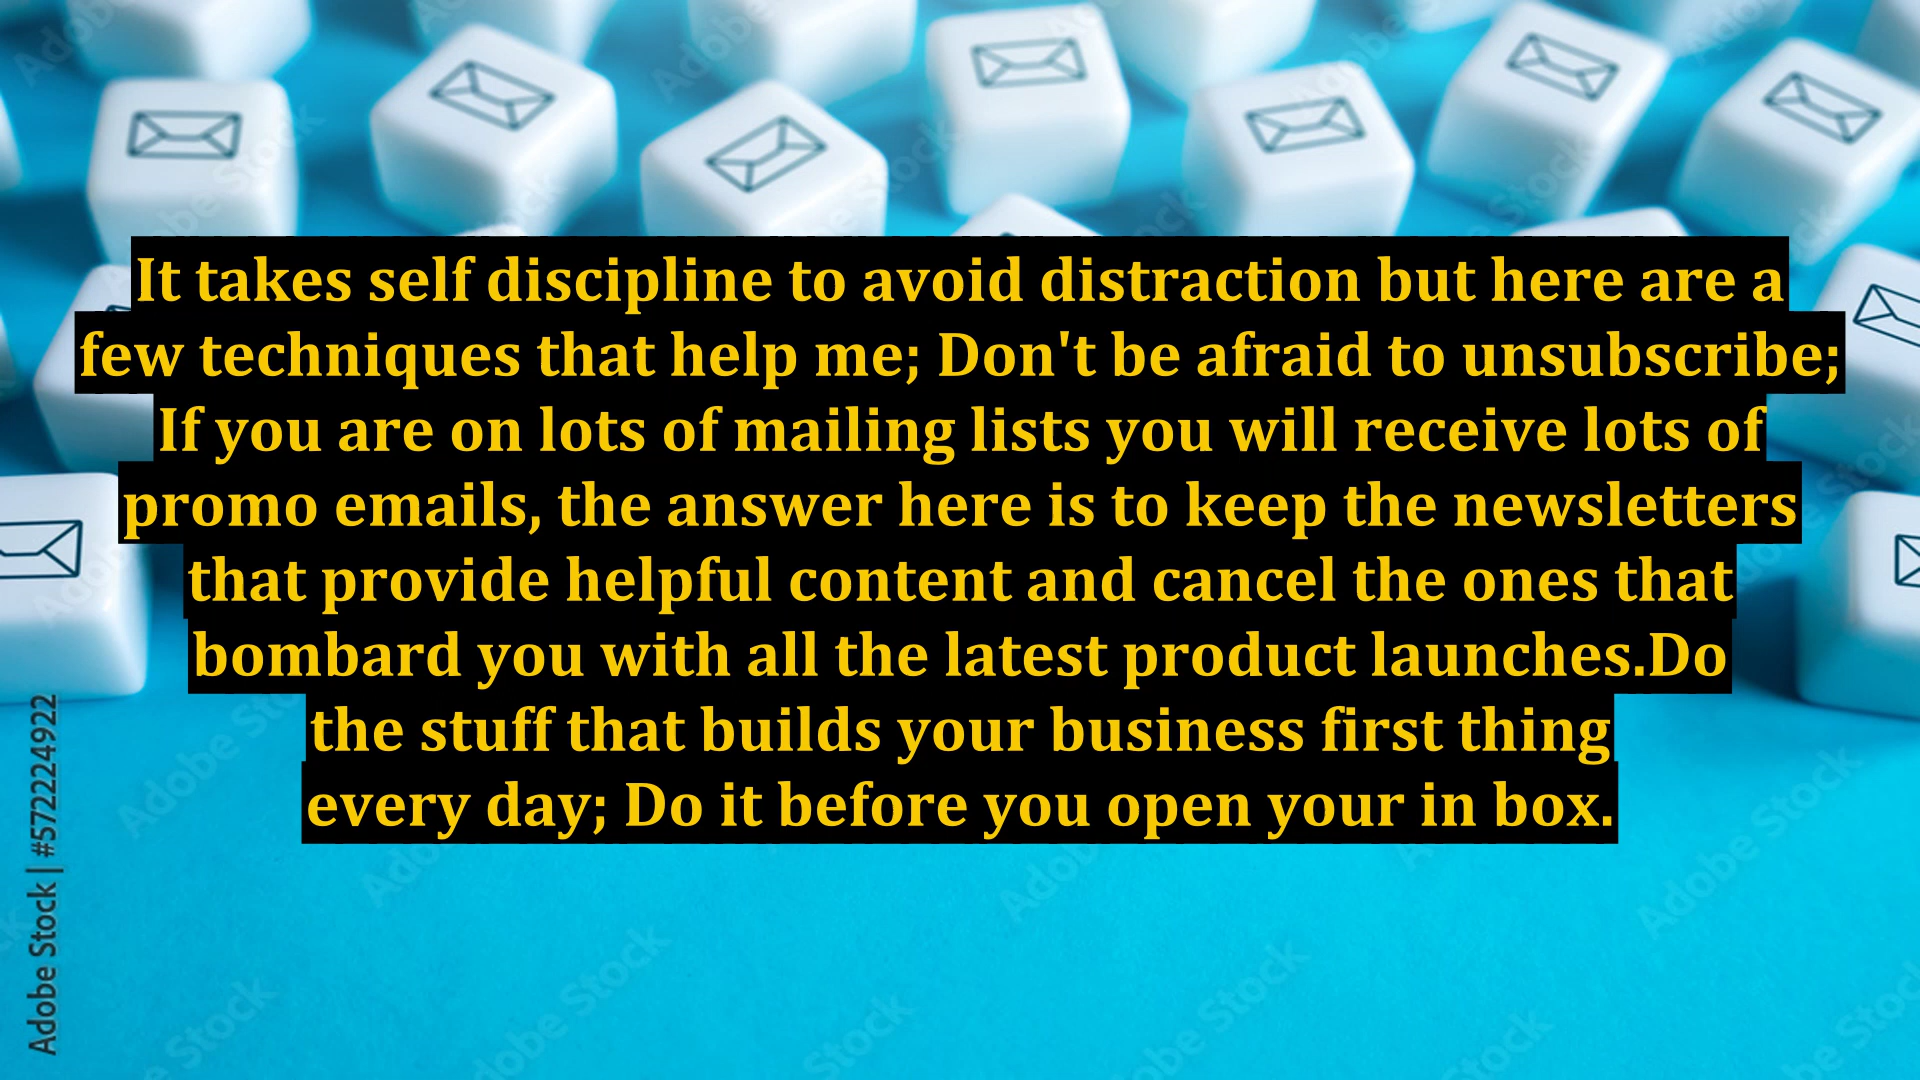 It takes self discipline to avoid distraction but here are a
few techniques that help me; Don't be afraid to unsubscribe;
If you are on lots of mailing lists you will receive lots of
promo emails, the answer here is to keep the newsletters
that provide helpful content and cancel the ones that
bombard you with all the latest product launches.Do
the stuff that builds your business first thing
every day; Do it before you open your in box.
Adobe Stock | #572224922